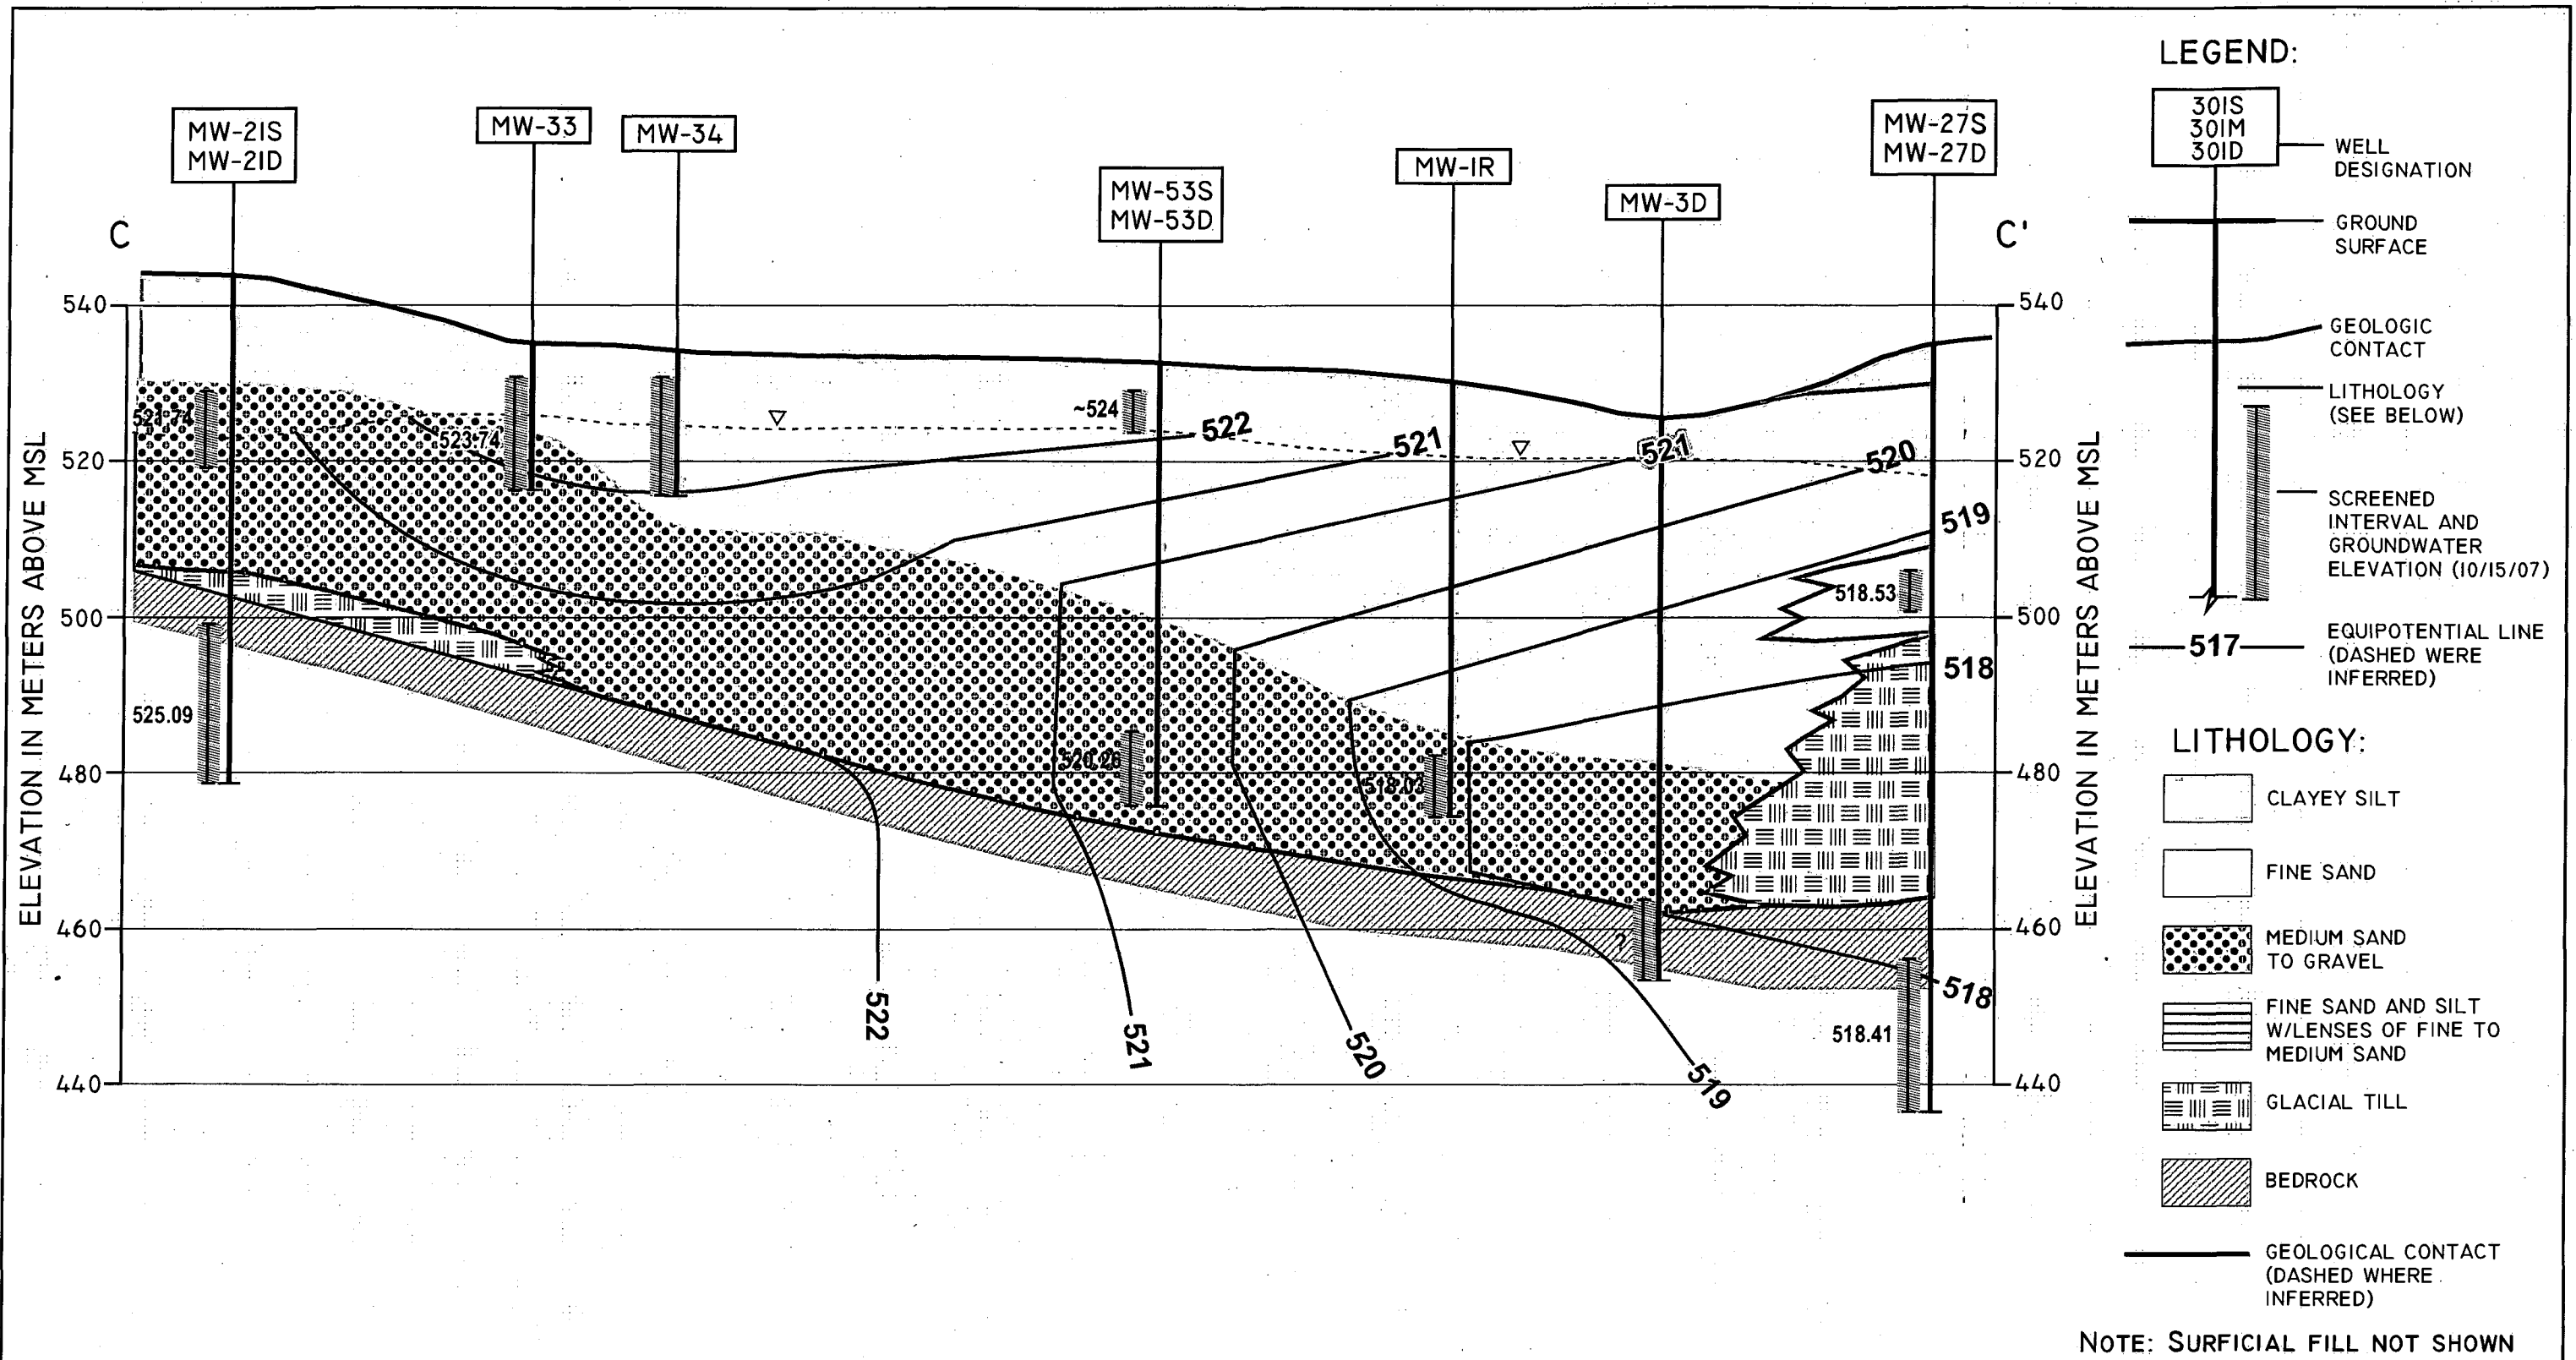 MW-21S
MW-21D
MW-33
MW-34
MW-53S
MW-53D
MW-1R
MW-3D
MW-27S
MW-27D
C
C'
ELEVATION IN METERS ABOVE MSL
540
520
500
480
460
440
521.74
523.74
~524
522
521
521
520
519
518.53
518
525.09
520.26
518.03
?
518
518.41
522
521
520
519
540
520
500
480
460
440
ELEVATION IN METERS ABOVE MSL
LEGEND:
301S
301M
301D
WELL
DESIGNATION
GROUND
SURFACE
GEOLOGIC
CONTACT
LITHOLOGY
(SEE BELOW)
SCREENED
INTERVAL AND
GROUNDWATER
ELEVATION (10/15/07)
517
EQUIPOTENTIAL LINE
(DASHED WERE
INFERRED)
LITHOLOGY:
CLAYEY SILT
FINE SAND
MEDIUM SAND
TO GRAVEL
FINE SAND AND SILT
W/LENSES OF FINE TO
MEDIUM SAND
GLACIAL TILL
BEDROCK
GEOLOGICAL CONTACT
(DASHED WHERE
INFERRED)
NOTE: SURFICIAL FILL NOT SHOWN